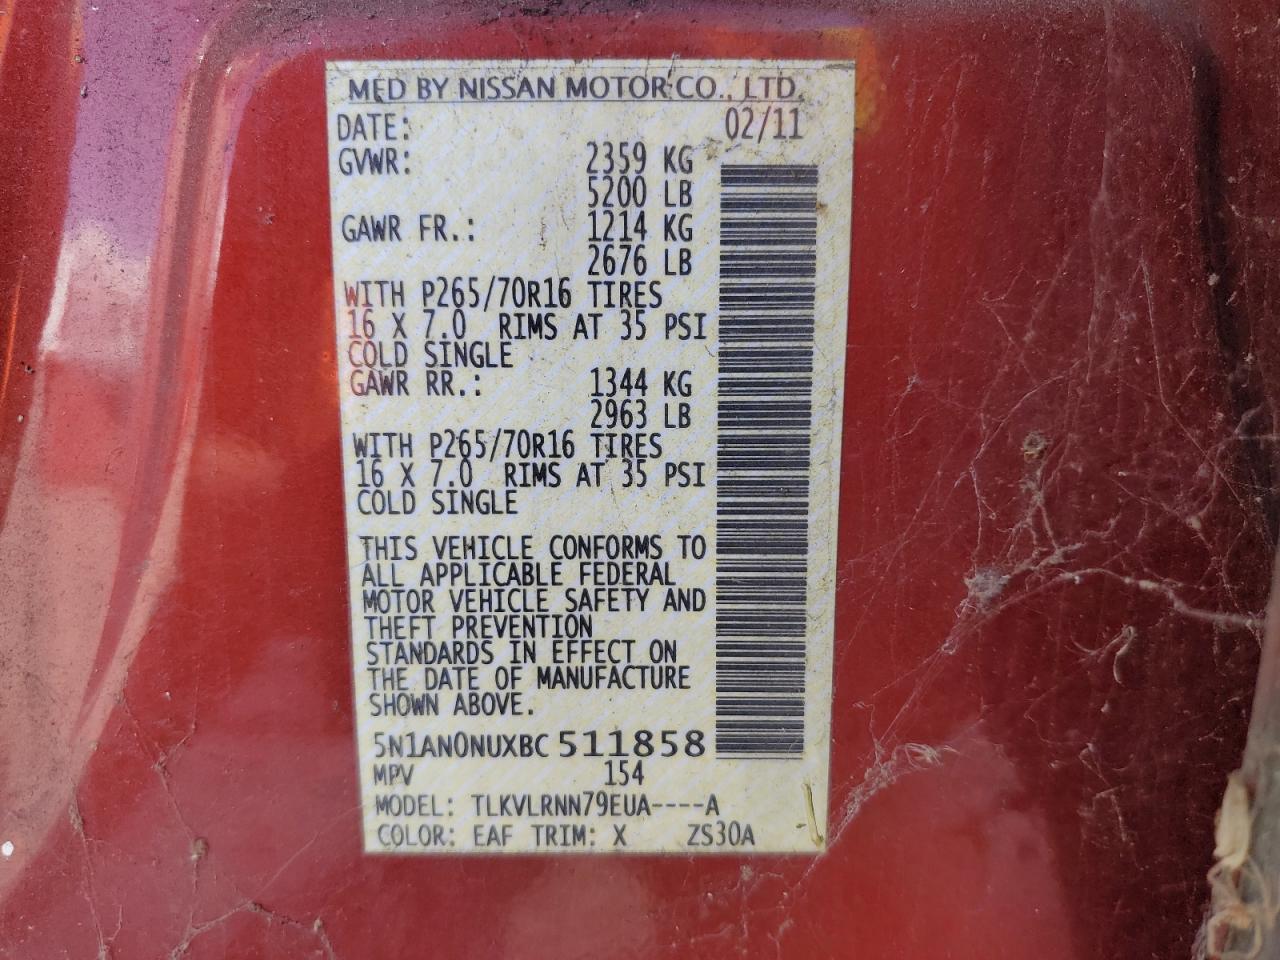 MFD BY NISSAN MOTOR CO., LTD.
DATE: 02/11
GVWR: 2359 KG
5200 LB
GAWR FR.: 1214 KG
2676 LB
WITH P265/70R16 TIRES
16 X 7.0 RIMS AT 35 PSI
COLD SINGLE
GAWR RR.: 1344 KG
2963 LB
WITH P265/70R16 TIRES
16 X 7.0 RIMS AT 35 PSI
COLD SINGLE
THIS VEHICLE CONFORMS TO
ALL APPLICABLE FEDERAL
MOTOR VEHICLE SAFETY AND
THEFT PREVENTION
STANDARDS IN EFFECT ON
THE DATE OF MANUFACTURE
SHOWN ABOVE.
5N1AN0NUXBC 511858
MPV 154
MODEL: TLKVLRNN79EUA----A
COLOR: EAF TRIM: X ZS30A